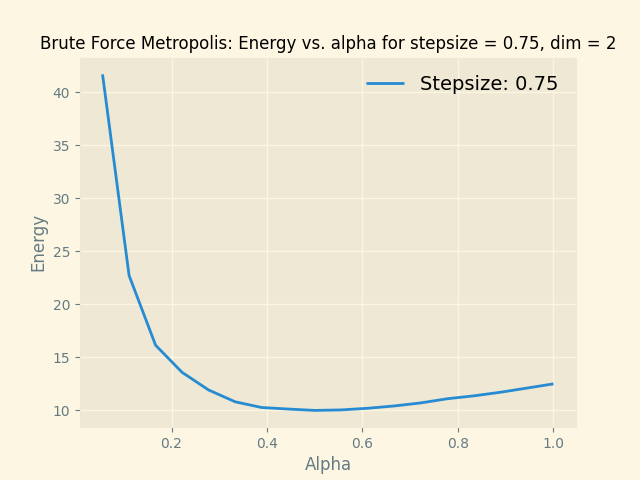 Brute Force Metropolis: Energy vs. alpha for stepsize = 0.75, dim = 2
Stepsize: 0.75
40
35
30
25
20
15
10
Energy
0.2 0.4 0.6 0.8 1.0
Alpha